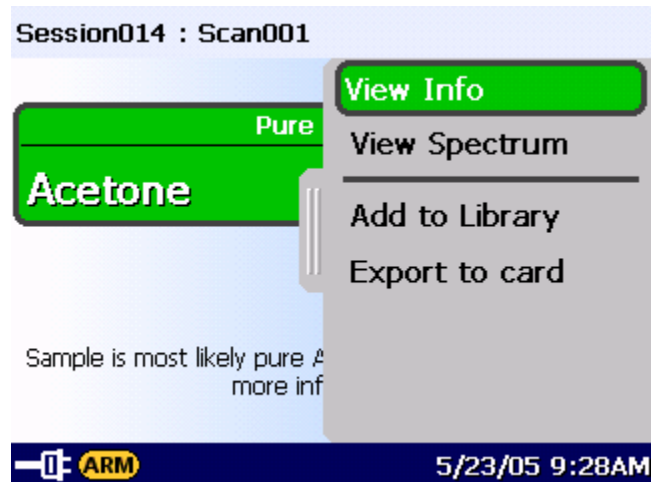 Session014 : Scan001
Pure
Acetone
Sample is most likely pure
more inf
View Info
View Spectrum
Add to Library
Export to card
ARM
5/23/05 9:28AM